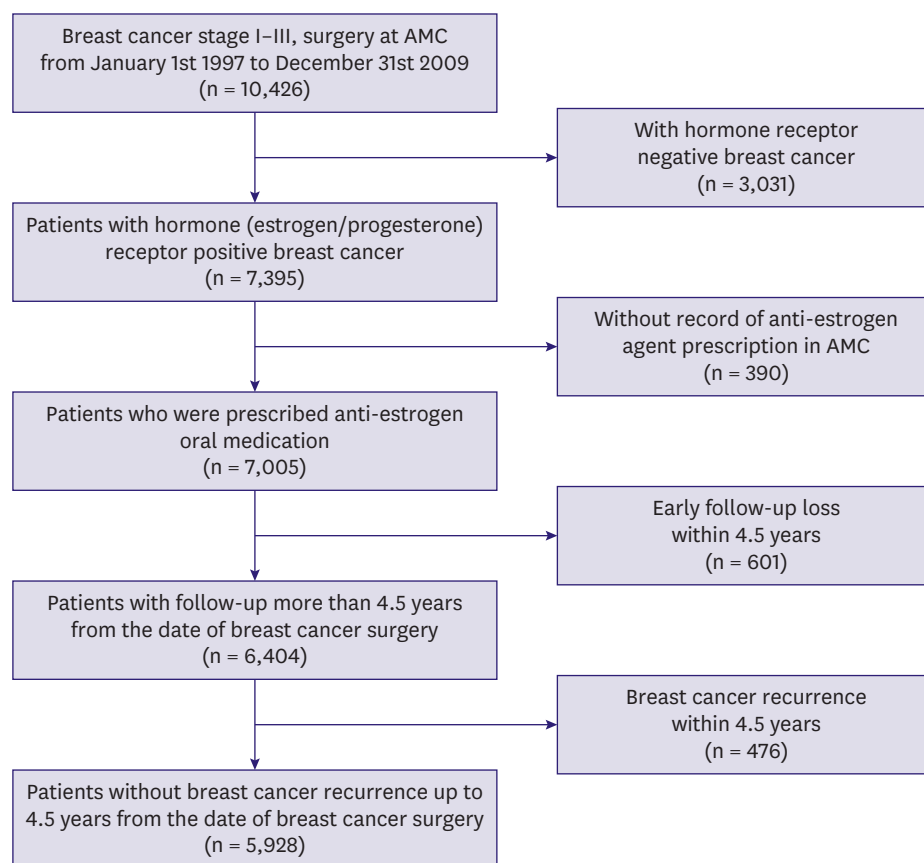 Breast cancer stage I–III, surgery at AMC
from January 1st 1997 to December 31st 2009
(n = 10,426)
With hormone receptor
negative breast cancer
(n = 3,031)
Patients with hormone (estrogen/progesterone)
receptor positive breast cancer
(n = 7,395)
Without record of anti-estrogen
agent prescription in AMC
(n = 390)
Patients who were prescribed anti-estrogen
oral medication
(n = 7,005)
Early follow-up loss
within 4.5 years
(n = 601)
Patients with follow-up more than 4.5 years
from the date of breast cancer surgery
(n = 6,404)
Breast cancer recurrence
within 4.5 years
(n = 476)
Patients without breast cancer recurrence up to
4.5 years from the date of breast cancer surgery
(n = 5,928)